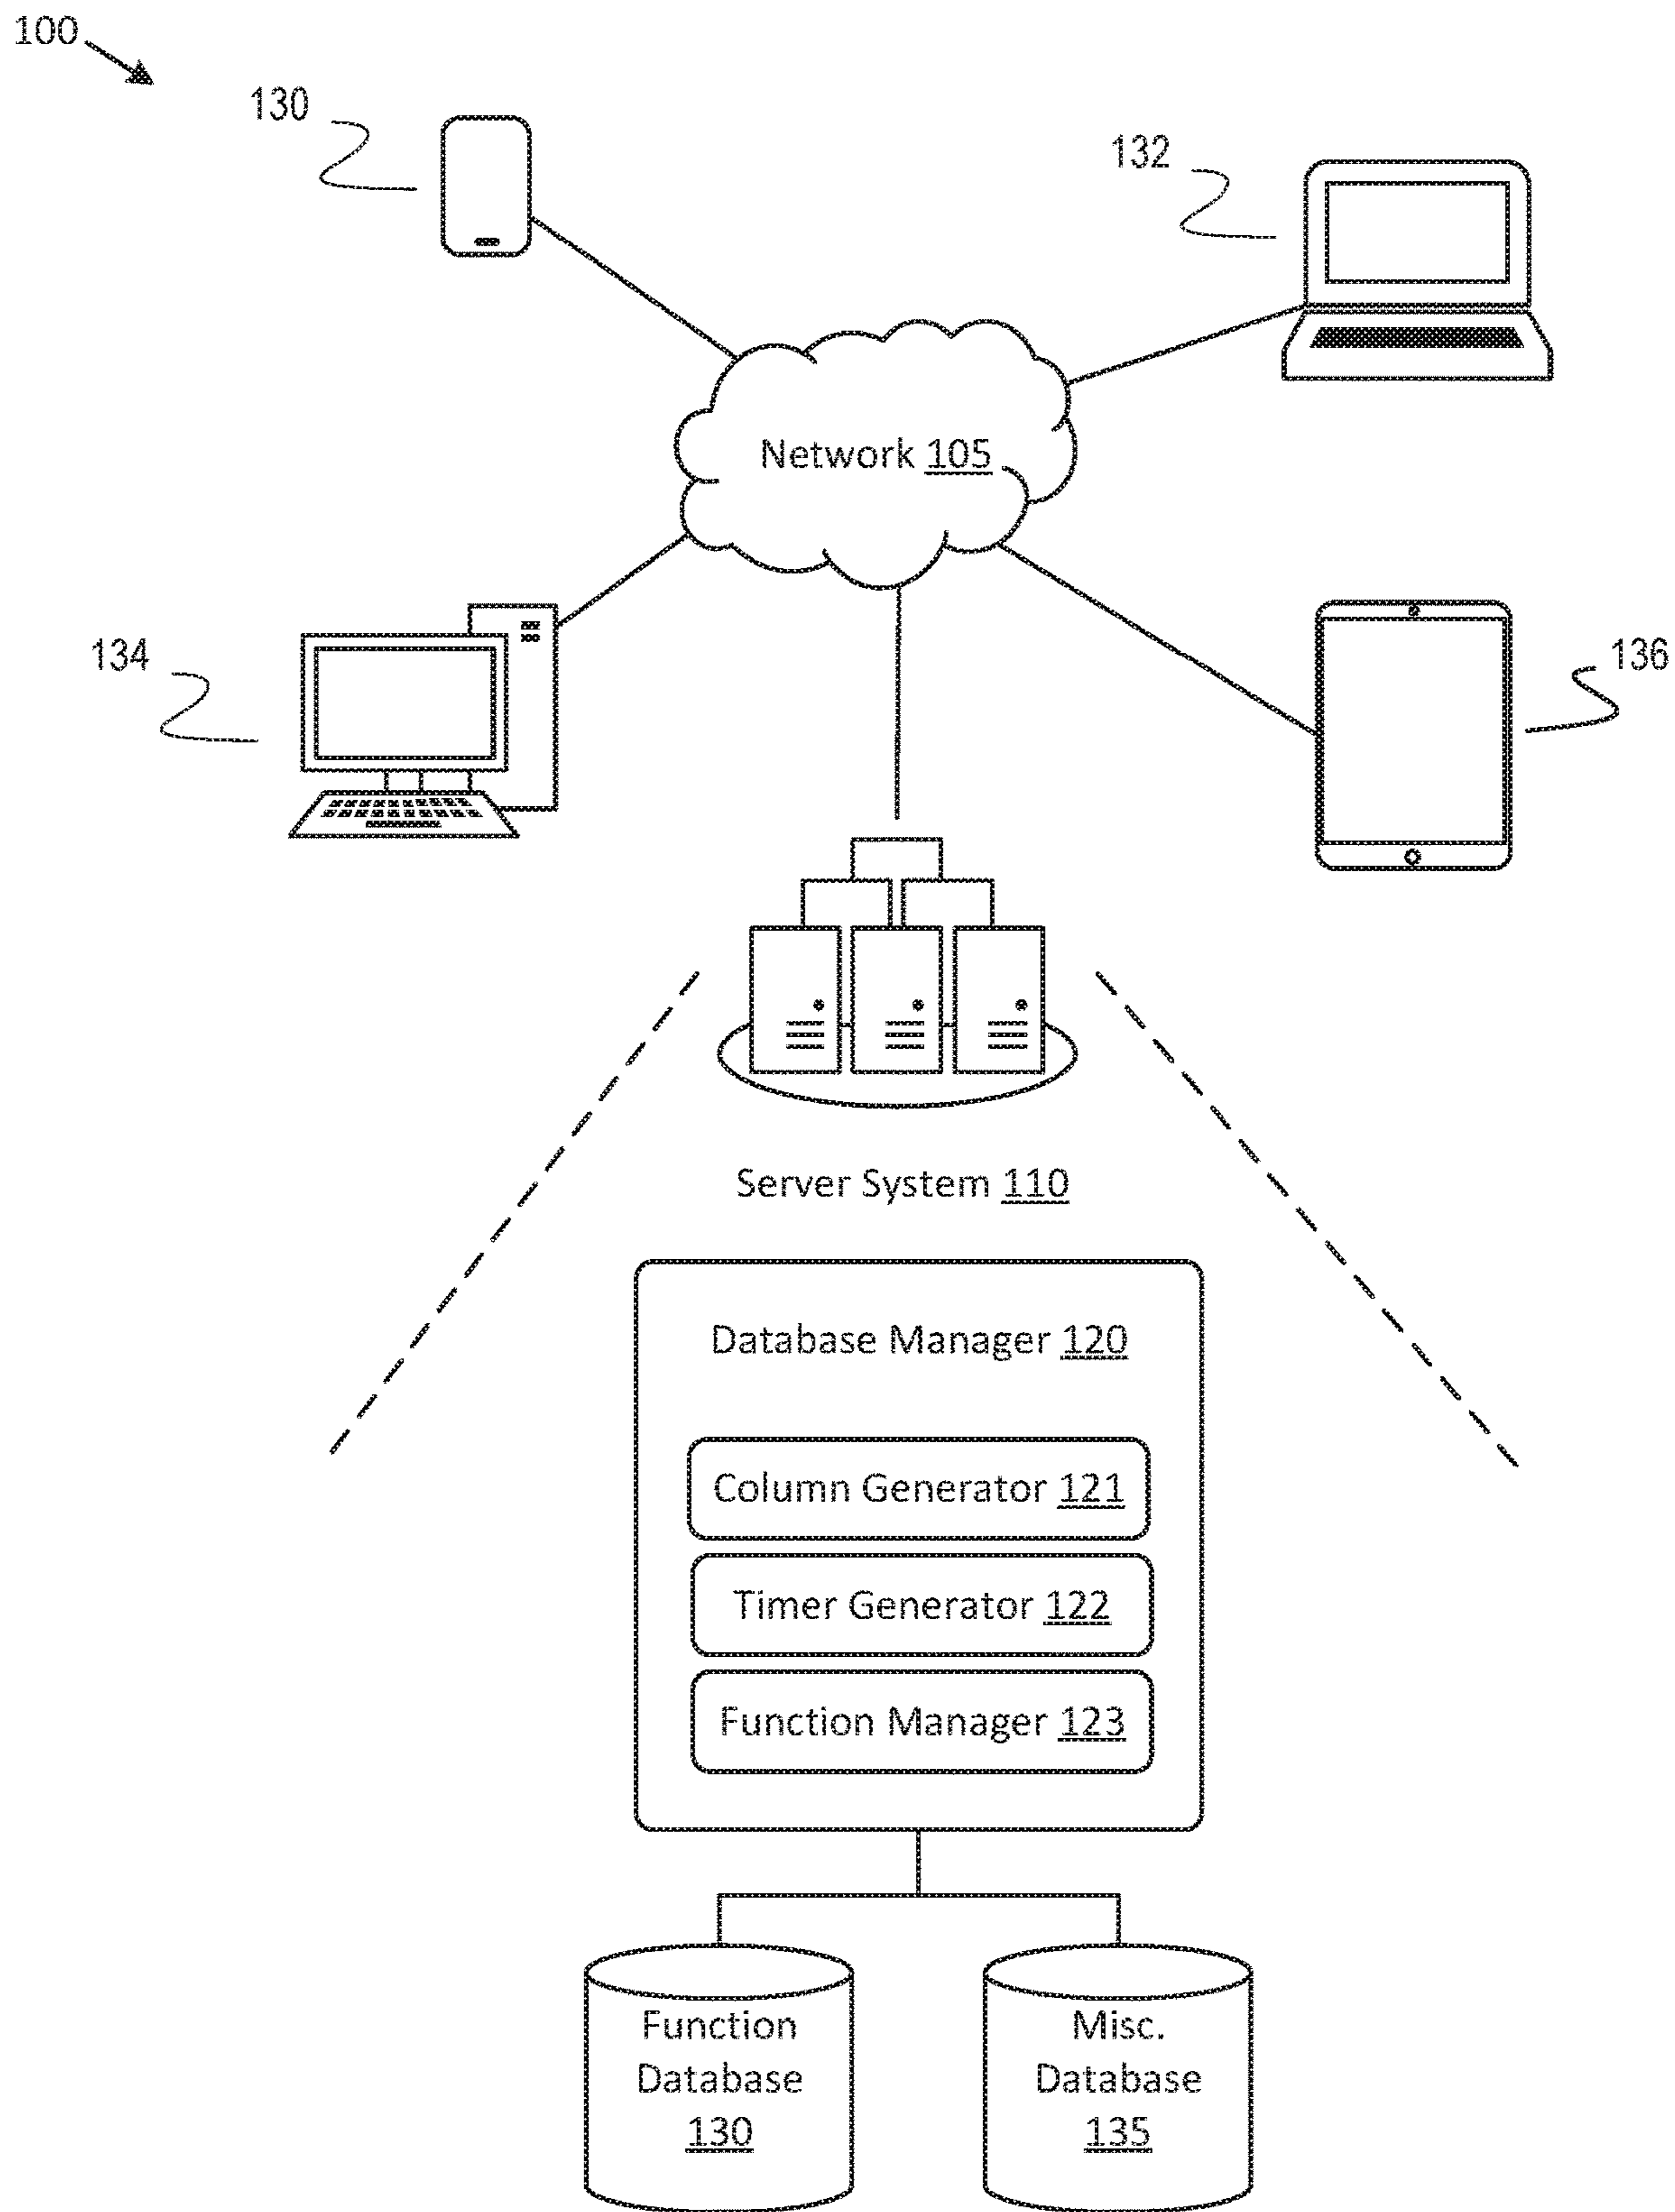 100
130
132
Network 105
134
136
Server System 110
Database Manager 120
Column Generator 121
Timer Generator 122
Function Manager 123
Function
Database
130
Misc.
Database
135